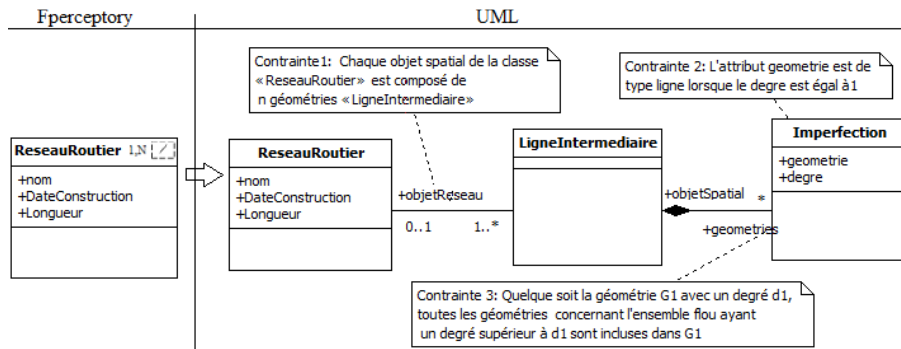 Fperceptory
UML
Contrainte1: Chaque objet spatial de la classe
«ReseauRoutier» est composé de
n géométries «LigneIntermediaire»
Contrainte 2: L'attribut geometrie est de
type ligne lorsque le degre est égal à1
ReseauRoutier 1,N
+nom
+DateConstruction
+Longueur
ReseauRoutier
+nom
+DateConstruction
+Longueur
+objetReseau
0..1
1..*
LigneIntermediaire
+objetSpatial
*
+geometries
Imperfection
+geometrie
+degre
Contrainte 3: Quelque soit la géométrie G1 avec un degré d1,
toutes les géométries concernant l'ensemble flou ayant
un degré supérieur à d1 sont incluses dans G1